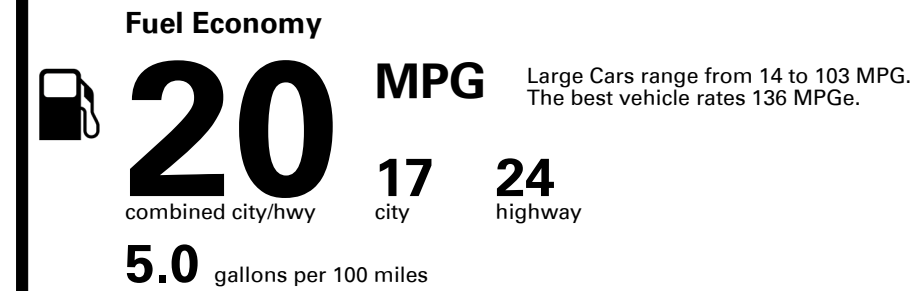 Fuel Economy
20 MPG
Large Cars range from 14 to 103 MPG.
The best vehicle rates 136 MPGe.
combined city/hwy
17
city
24
highway
5.0 gallons per 100 miles